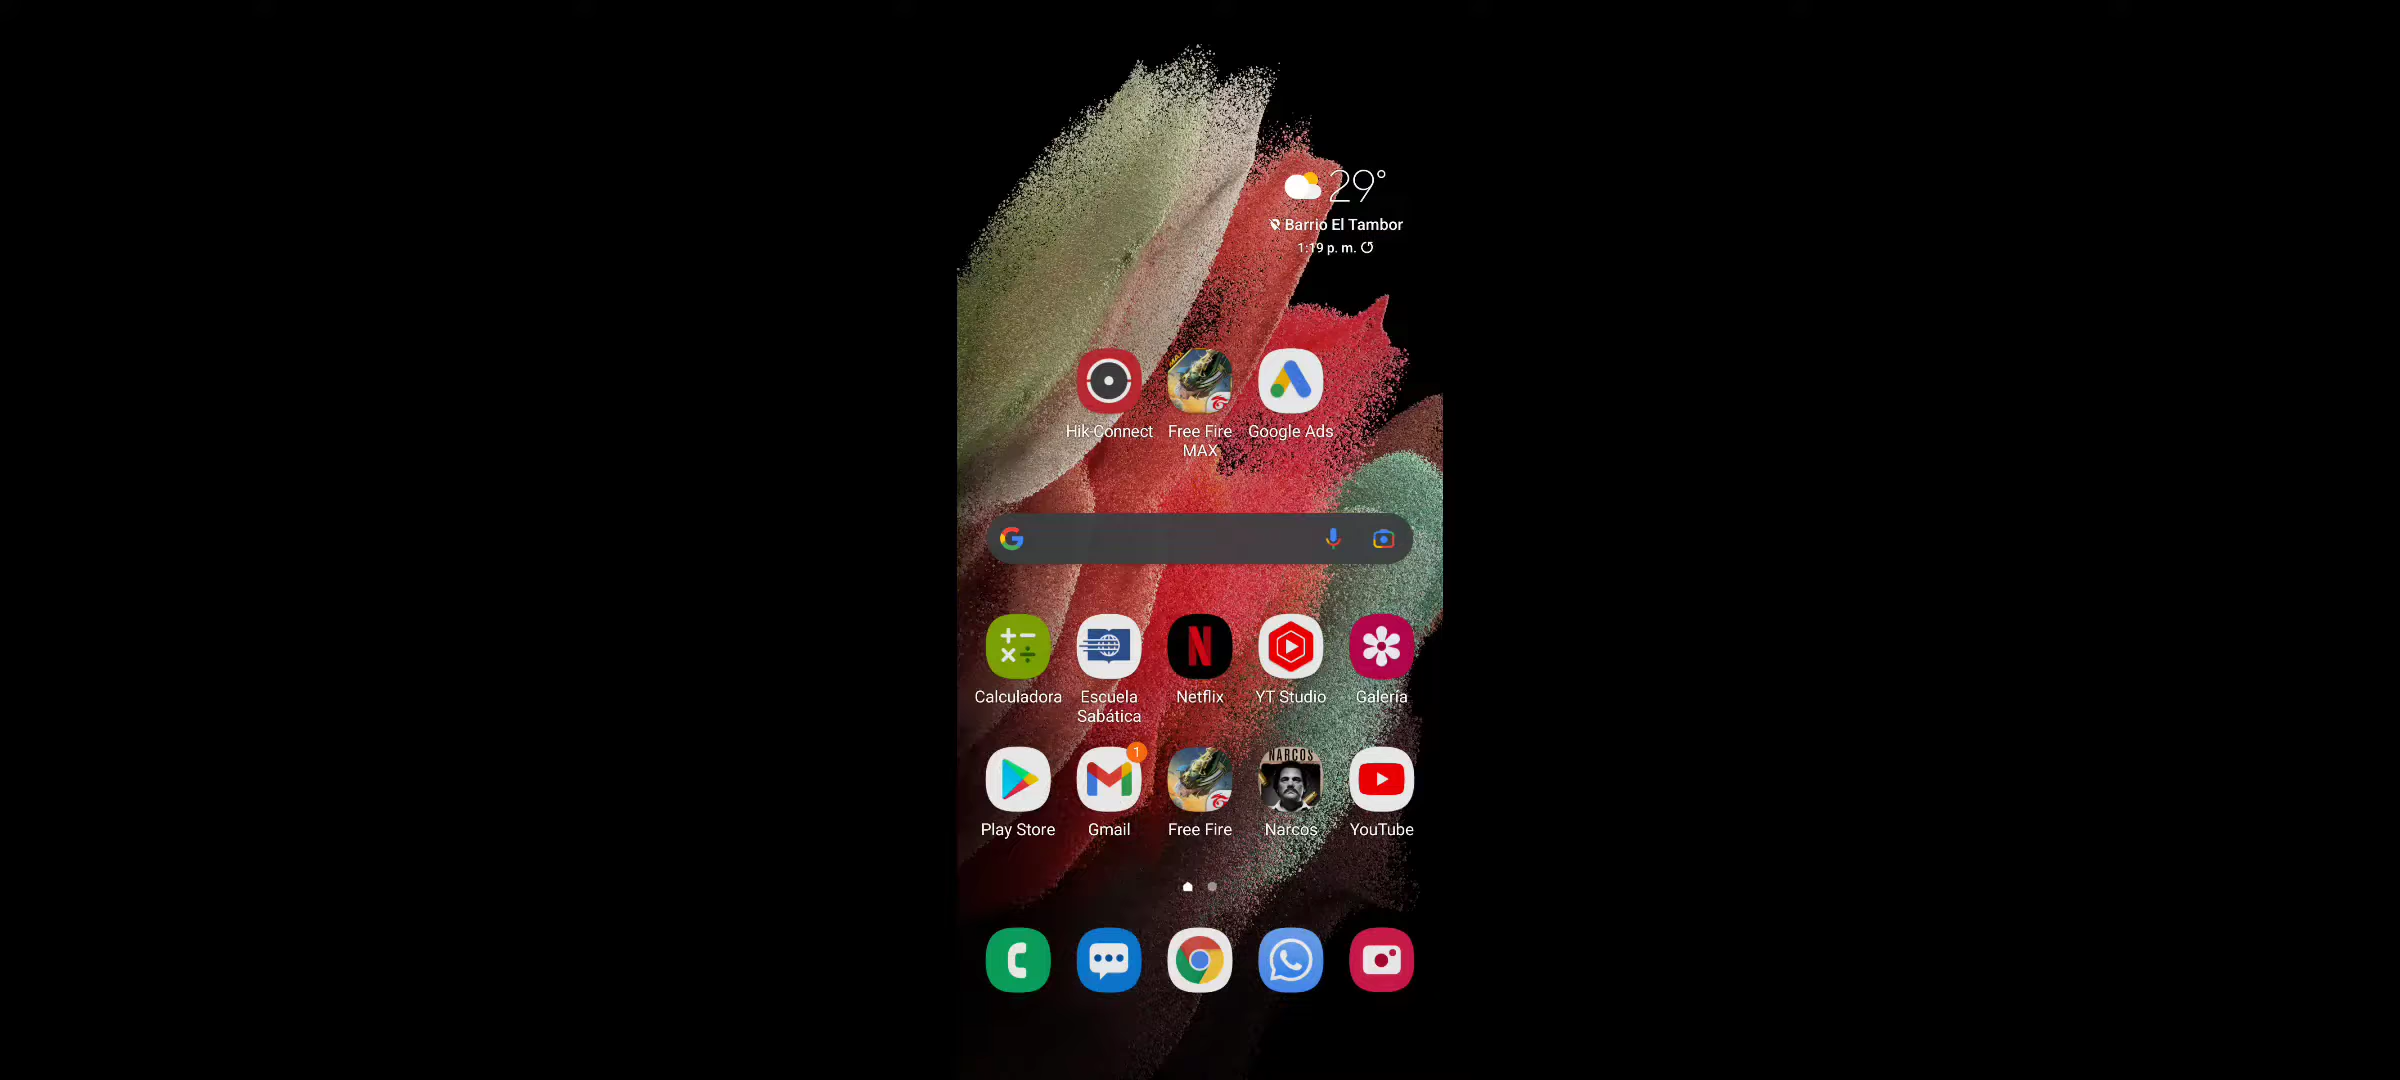 29°
Barrio El Tambor
1:19 p. m.
Hik-Connect
Free Fire
MAX
Google Ads
Calculadora
Escuela
Sabática
Netflix
YT Studio
Galería
1
NARCOS
Play Store
Gmail
Free Fire
Narcos
YouTube